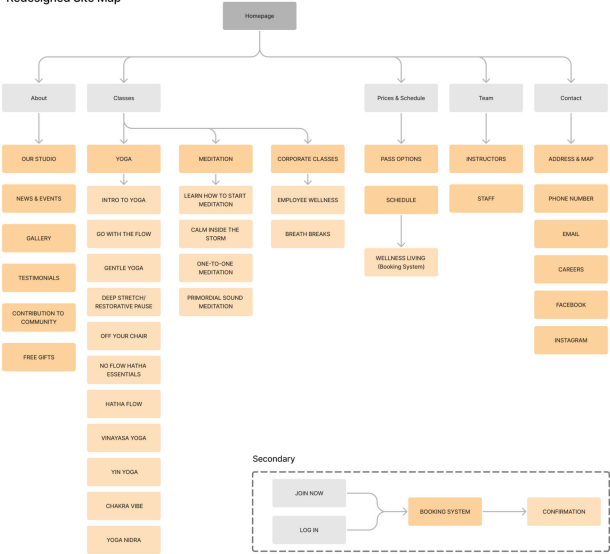 Redesigned Site Map
Homepage
About
Classes
Prices & Schedule
Team
Contact
OUR STUDIO
YOGA
MEDITATION
CORPORATE CLASSES
PASS OPTIONS
INSTRUCTORS
ADDRESS & MAP
NEWS & EVENTS
INTRO TO YOGA
LEARN HOW TO START
MEDITATION
EMPLOYEE WELLNESS
SCHEDULE
STAFF
PHONE NUMBER
GALLERY
GO WITH THE FLOW
CALM INSIDE THE
STORM
BREATH BREAKS
EMAIL
TESTIMONIALS
GENTLE YOGA
ONE-TO-ONE
MEDITATION
WELLNESS LIVING
(Booking System)
CAREERS
CONTRIBUTION TO
COMMUNITY
DEEP STRETCH/
RESTORATIVE PAUSE
PRIMORDIAL SOUND
MEDITATION
FACEBOOK
FREE GIFTS
OFF YOUR CHAIR
INSTAGRAM
NO FLOW HATHA
ESSENTIALS
HATHA FLOW
VINAYASA YOGA
YIN YOGA
CHAKRA VIBE
YOGA NIDRA
Secondary
JOIN NOW
LOG IN
BOOKING SYSTEM
CONFIRMATION